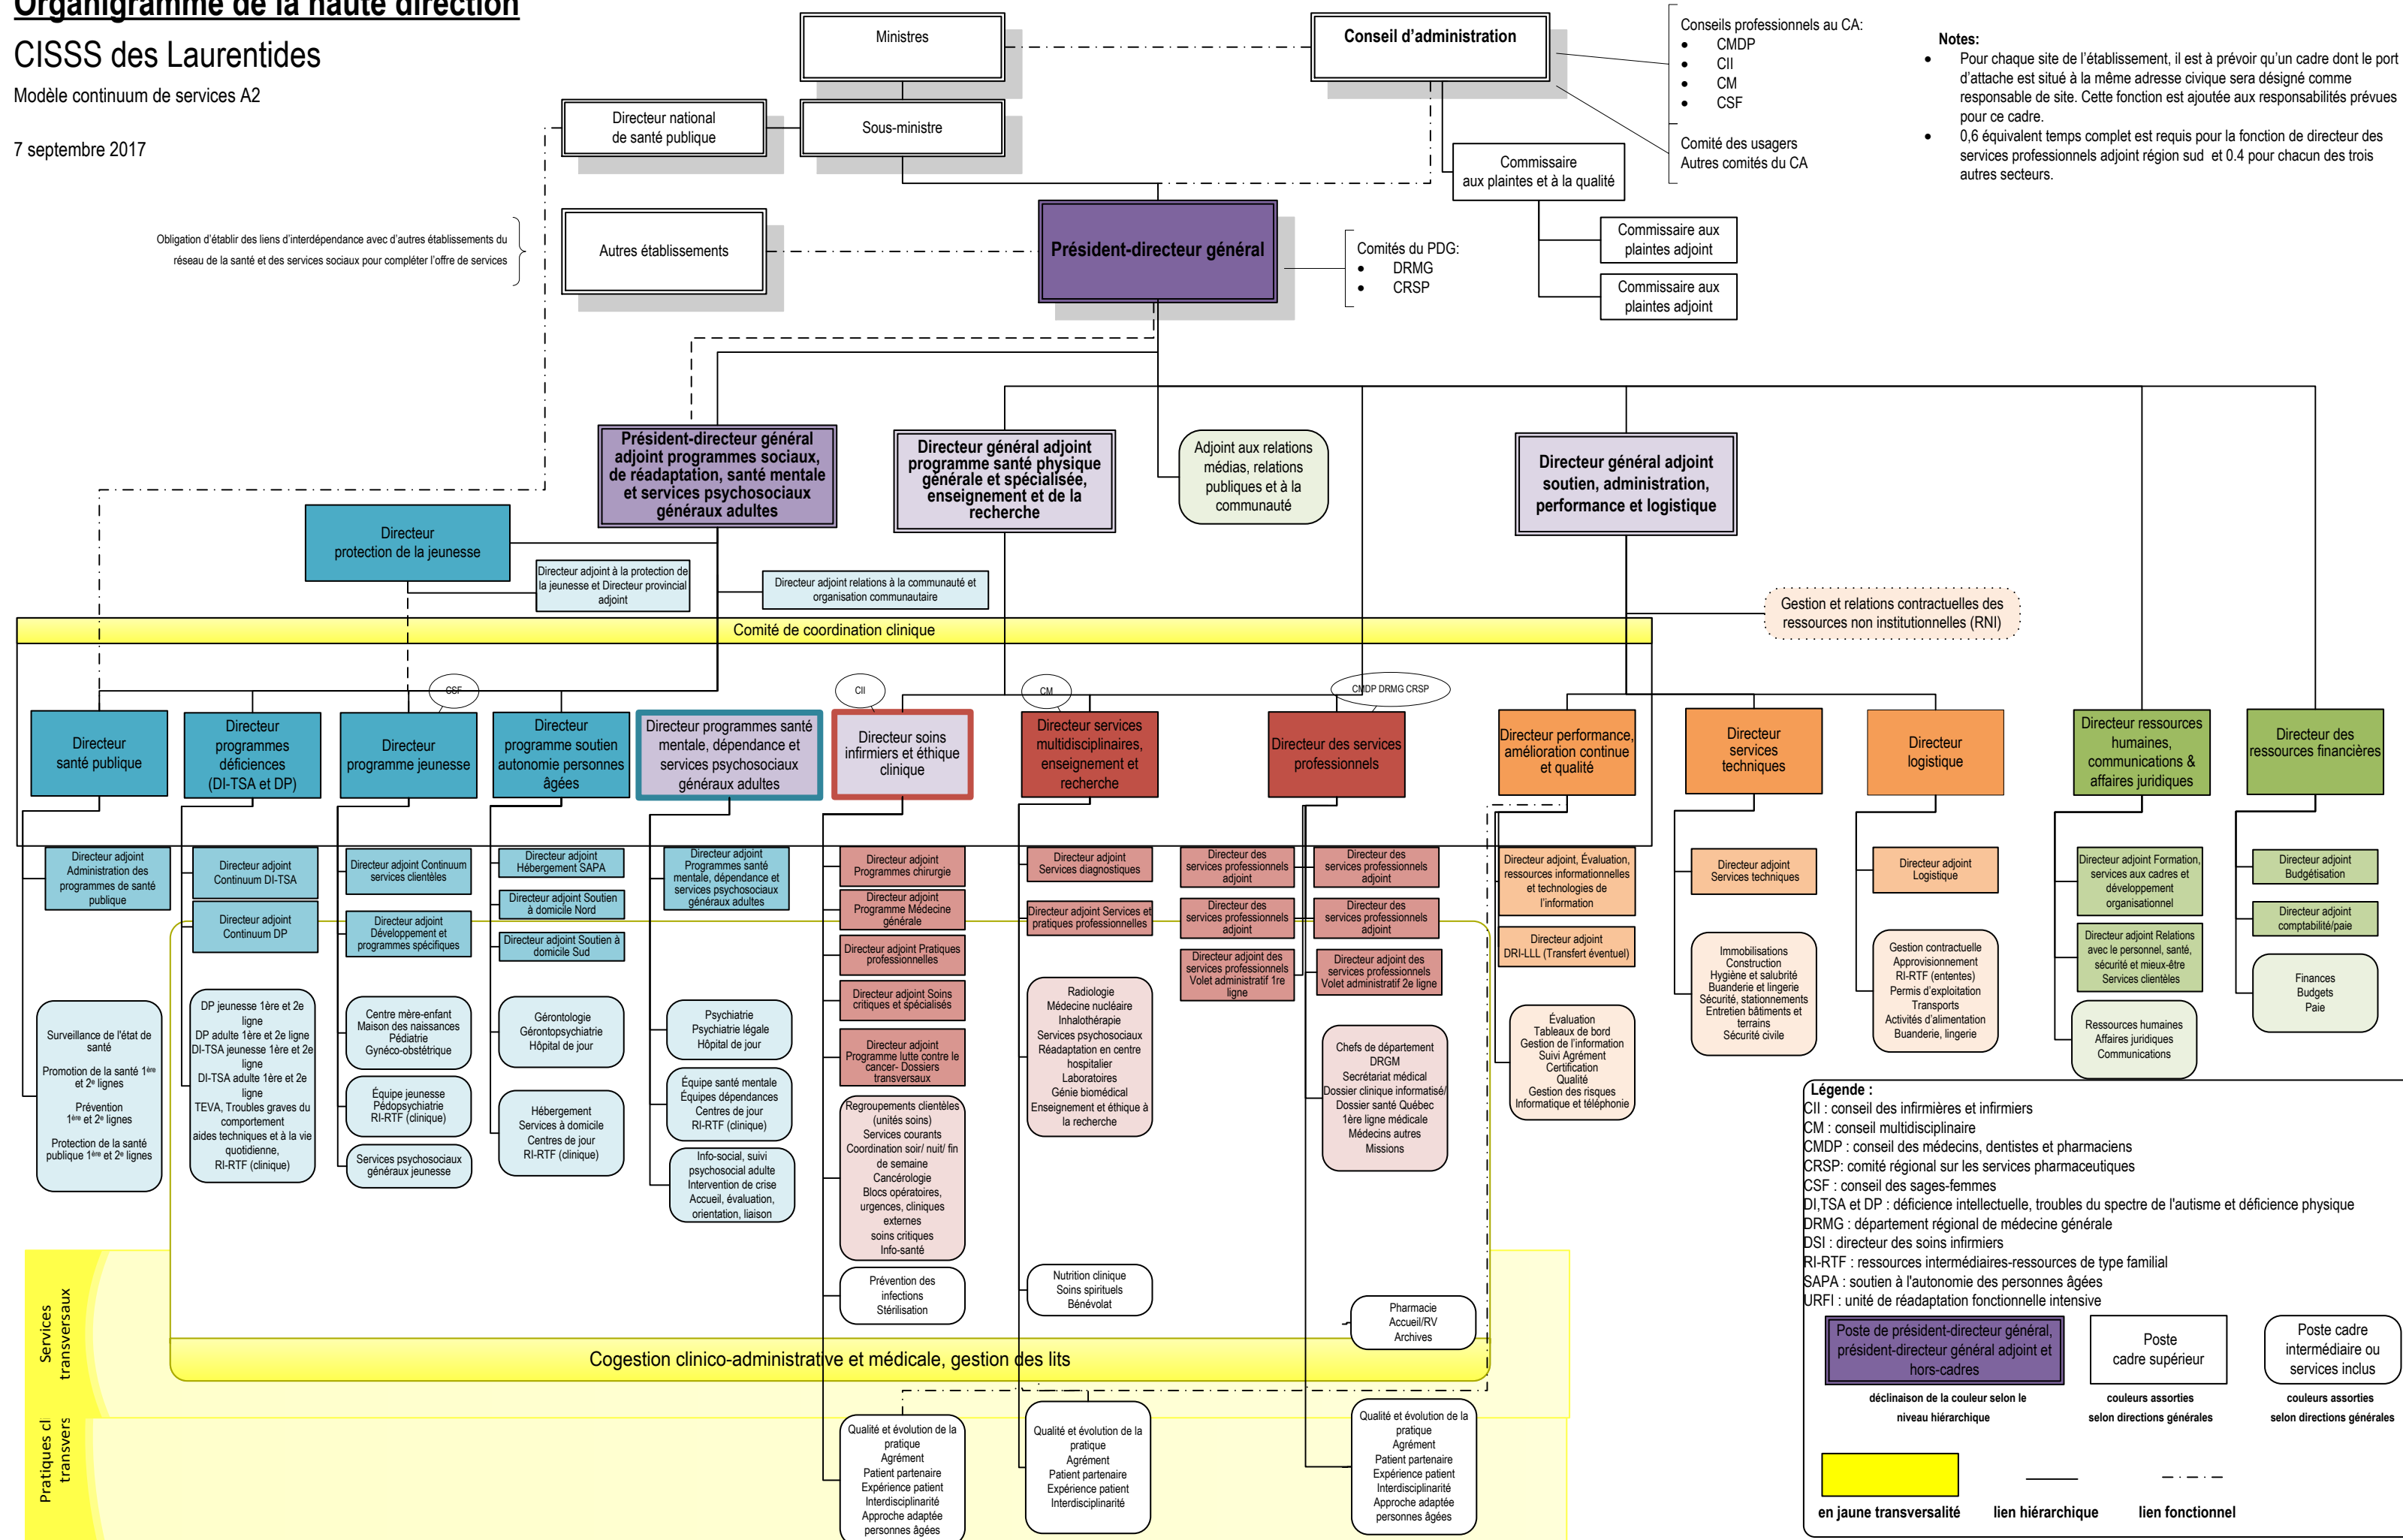 Organigramme de la haute direction
CISSS des Laurentides
Modèle continuum de services A2
7 septembre 2017
Ministres
Conseil d'administration
Conseils professionnels au CA:
• CMDP
• CII
• CM
• CSF
Comité des usagers
Autres comités du CA
Notes:
• Pour chaque site de l'établissement, il est à prévoir qu'un cadre dont le port
d'attache est situé à la même adresse civique sera désigné comme
responsable de site. Cette fonction est ajoutée aux responsabilités prévues
pour ce cadre.
• 0,6 équivalent temps complet est requis pour la fonction de directeur des
services professionnels adjoint région sud et 0.4 pour chacun des trois
autres secteurs.
Directeur national
de santé publique
Sous-ministre
Commissaire
aux plaintes et à la qualité
Commissaire aux
plaintes adjoint
Commissaire aux
plaintes adjoint
Obligation d'établir des liens d'interdépendance avec d'autres établissements du
réseau de la santé et des services sociaux pour compléter l'offre de services
Autres établissements
Président-directeur général
Comités du PDG:
• DRMG
• CRSP
Président-directeur général
adjoint programmes sociaux,
de réadaptation, santé mentale
et services psychosociaux
généraux adultes
Directeur général adjoint
programme santé physique
générale et spécialisée,
enseignement et de la
recherche
Adjoint aux relations
médias, relations
publiques et à la
communauté
Directeur général adjoint
soutien, administration,
performance et logistique
Directeur
protection de la jeunesse
Directeur adjoint à la protection de
la jeunesse et Directeur provincial
adjoint
Directeur adjoint relations à la communauté et
organisation communautaire
Gestion et relations contractuelles des
ressources non institutionnelles (RNI)
Comité de coordination clinique
CSF
CII
CM
CMDP DRMG CRSP
Directeur
santé publique
Directeur
programmes
déficiences
(DI-TSA et DP)
Directeur
programme jeunesse
Directeur
programme soutien
autonomie personnes
âgées
Directeur programmes santé
mentale, dépendance et
services psychosociaux
généraux adultes
Directeur soins
infirmiers et éthique
clinique
Directeur services
multidisciplinaires,
enseignement et
recherche
Directeur des services
professionnels
Directeur performance,
amélioration continue
et qualité
Directeur
services
techniques
Directeur
logistique
Directeur ressources
humaines,
communications &
affaires juridiques
Directeur des
ressources financières
Directeur adjoint
Administration des
programmes de santé
publique
Directeur adjoint
Continuum DI-TSA
Directeur adjoint
Continuum DP
Directeur adjoint Continuum
services clientèles
Directeur adjoint
Développement et
programmes spécifiques
Directeur adjoint
Hébergement SAPA
Directeur adjoint Soutien
à domicile Nord
Directeur adjoint Soutien à
domicile Sud
Directeur adjoint
Programmes santé
mentale, dépendance et
services psychosociaux
généraux adultes
Directeur adjoint
Programmes chirurgie
Directeur adjoint
Programme Médecine
générale
Directeur adjoint Pratiques
professionnelles
Directeur adjoint Soins
critiques et spécialisés
Directeur adjoint
Programme lutte contre le
cancer- Dossiers
transversaux
Directeur adjoint
Services diagnostiques
Directeur adjoint Services et
pratiques professionnelles
Directeur des
services professionnels
adjoint
Directeur des
services professionnels
adjoint
Directeur des
services professionnels
adjoint
Directeur des
services professionnels
adjoint
Directeur adjoint des
services professionnels
Volet administratif 1re
ligne
Directeur adjoint des
services professionnels
Volet administratif 2e ligne
Directeur adjoint, Évaluation,
ressources informationnelles
et technologies de
l'information
Directeur adjoint
DRI-LLL (Transfert éventuel)
Directeur adjoint
Services techniques
Directeur adjoint
Logistique
Directeur adjoint Formation,
services aux cadres et
développement
organisationnel
Directeur adjoint Relations
avec le personnel, santé,
sécurité et mieux-être
Services clientèles
Directeur adjoint
Budgétisation
Directeur adjoint
comptabilité/paie
Surveillance de l'état de
santé
Promotion de la santé 1ère
et 2e lignes
Prévention
1ère et 2e lignes
Protection de la santé
publique 1ère et 2e lignes
DP jeunesse 1ère et 2e
ligne
DP adulte 1ère et 2e ligne
DI-TSA jeunesse 1ère et 2e
ligne
DI-TSA adulte 1ère et 2e
ligne
TEVA, Troubles graves du
comportement
aides techniques et à la vie
quotidienne,
RI-RTF (clinique)
Centre mère-enfant
Maison des naissances
Pédiatrie
Gynéco-obstétrique
Équipe jeunesse
Pédopsychiatrie
RI-RTF (clinique)
Services psychosociaux
généraux jeunesse
Gérontologie
Gérontopsychiatrie
Hôpital de jour
Hébergement
Services à domicile
Centres de jour
RI-RTF (clinique)
Psychiatrie
Psychiatrie légale
Hôpital de jour
Équipe santé mentale
Équipes dépendances
Centres de jour
RI-RTF (clinique)
Info-social, suivi
psychosocial adulte
Intervention de crise
Accueil, évaluation,
orientation, liaison
Regroupements clientèles
(unités soins)
Services courants
Coordination soir/ nuit/ fin
de semaine
Cancérologie
Blocs opératoires,
urgences, cliniques
externes
soins critiques
Info-santé
Prévention des
infections
Stérilisation
Radiologie
Médecine nucléaire
Inhalothérapie
Services psychosociaux
Réadaptation en centre
hospitalier
Laboratoires
Génie biomédical
Enseignement et éthique à
la recherche
Nutrition clinique
Soins spirituels
Bénévolat
Chefs de département
DRGM
Secrétariat médical
Dossier clinique informatisé/
Dossier santé Québec
1ère ligne médicale
Médecins autres
Missions
Pharmacie
Accueil/RV
Archives
Évaluation
Tableaux de bord
Gestion de l'information
Suivi Agrément
Certification
Qualité
Gestion des risques
Informatique et téléphonie
Immobilisations
Construction
Hygiène et salubrité
Buanderie et lingerie
Sécurité, stationnements
Entretien bâtiments et
terrains
Sécurité civile
Gestion contractuelle
Approvisionnement
RI-RTF (ententes)
Permis d'exploitation
Transports
Activités d'alimentation
Buanderie, lingerie
Ressources humaines
Affaires juridiques
Communications
Finances
Budgets
Paie
Services
transversaux
Cogestion clinico-administrative et médicale, gestion des lits
Pratiques cl
transvers
Qualité et évolution de la
pratique
Agrément
Patient partenaire
Expérience patient
Interdisciplinarité
Approche adaptée
personnes âgées
Qualité et évolution de la
pratique
Agrément
Patient partenaire
Expérience patient
Interdisciplinarité
Qualité et évolution de la
pratique
Agrément
Patient partenaire
Expérience patient
Interdisciplinarité
Approche adaptée
personnes âgées
Légende :
CII : conseil des infirmières et infirmiers
CM : conseil multidisciplinaire
CMDP : conseil des médecins, dentistes et pharmaciens
CRSP: comité régional sur les services pharmaceutiques
CSF : conseil des sages-femmes
DI,TSA et DP : déficience intellectuelle, troubles du spectre de l'autisme et déficience physique
DRMG : département régional de médecine générale
DSI : directeur des soins infirmiers
RI-RTF : ressources intermédiaires-ressources de type familial
SAPA : soutien à l'autonomie des personnes âgées
URFI : unité de réadaptation fonctionnelle intensive
Poste de président-directeur général,
président-directeur général adjoint et
hors-cadres
Poste
cadre supérieur
Poste cadre
intermédiaire ou
services inclus
déclinaison de la couleur selon le
niveau hiérarchique
couleurs assorties
selon directions générales
couleurs assorties
selon directions générales
en jaune transversalité
lien hiérarchique
lien fonctionnel